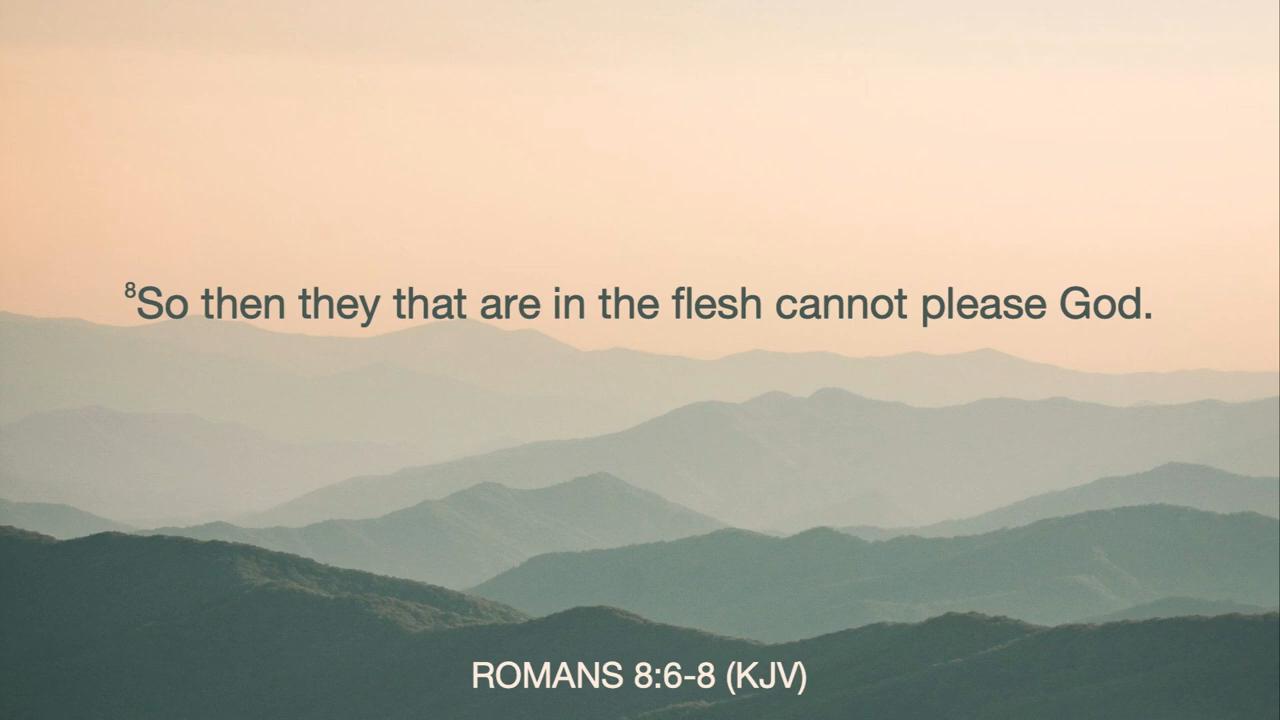 ⁸So then they that are in the flesh cannot please God.
ROMANS 8:6-8 (KJV)